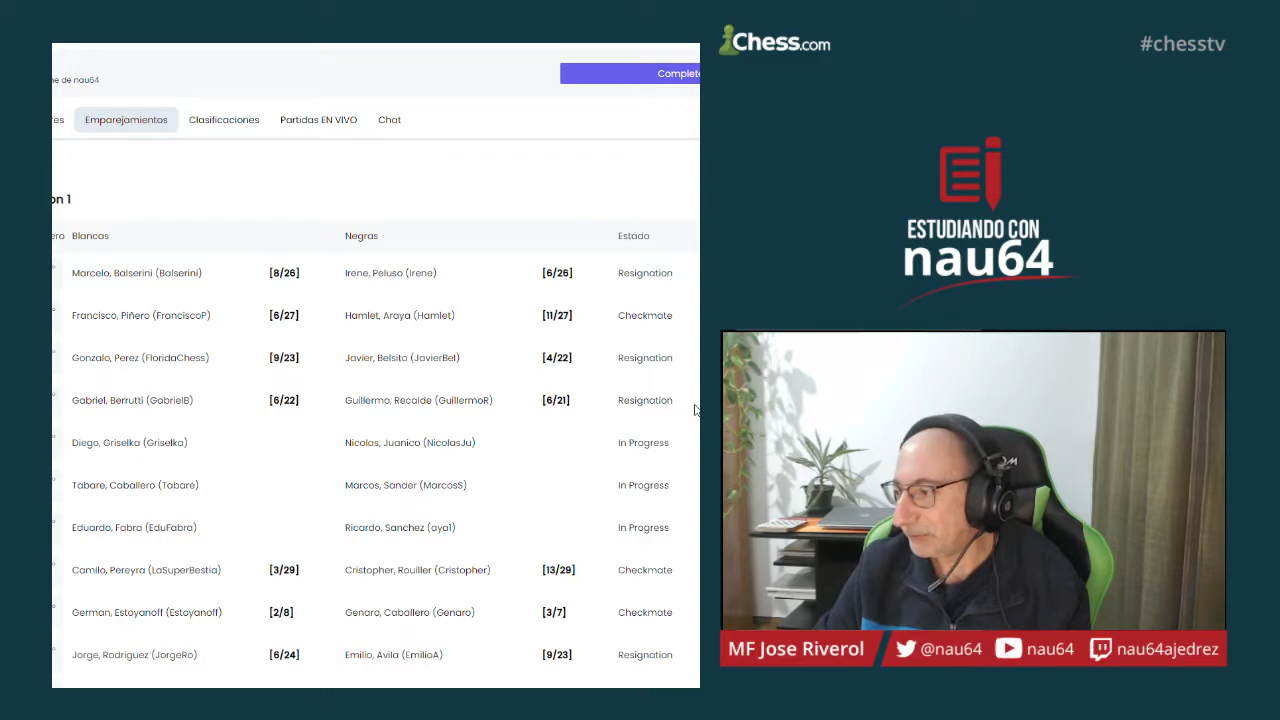 Chess.com
#chesstv
ne de nau64
Complete
res Emparejamientos Clasificaciones Partidas EN VIVO Chat
on 1
ero Blancas Negras Estado
Marcelo, Balserini (Balserini) [8/26] Irene, Peluso (Irene) [6/26] Resignation
Francisco, Piñero (FranciscoP) [6/27] Hamlet, Araya (Hamlet) [11/27] Checkmate
Gonzalo, Perez (FloridaChess) [9/23] Javier, Belsito (JavierBel) [4/22] Resignation
Gabriel, Berrutti (GabrielB) [6/22] Guillermo, Recalde (GuillermoR) [6/21] Resignation
Diego, Griselka (Griselka) Nicolas, Juanico (NicolasJu) In Progress
Tabare, Caballero (Tabaré) Marcos, Sander (MarcosS) In Progress
Eduardo, Fabra (EduFabra) Ricardo, Sanchez (aya1) In Progress
Camilo, Pereyra (LaSuperBestia) [3/29] Cristopher, Rouiller (Cristopher) [13/29] Checkmate
German, Estoyanoff (Estoyanoff) [2/8] Genaro, Caballero (Genaro) [3/7] Checkmate
Jorge, Rodriguez (JorgeRo) [6/24] Emilio, Avila (EmilioA) [9/23] Resignation
ESTUDIANDO CON
nau64
MF Jose Riverol @nau64 nau64 nau64ajedrez